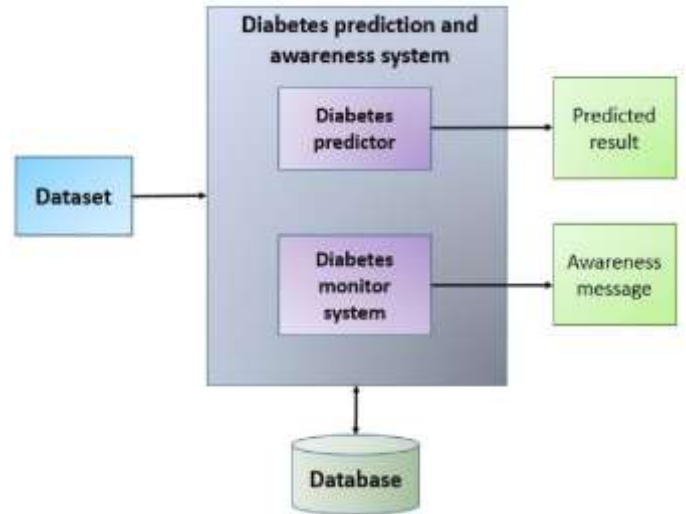 Diabetes prediction and
awareness system
Diabetes
predictor
Predicted
result
Dataset
Diabetes
monitor
system
Awareness
message
Database